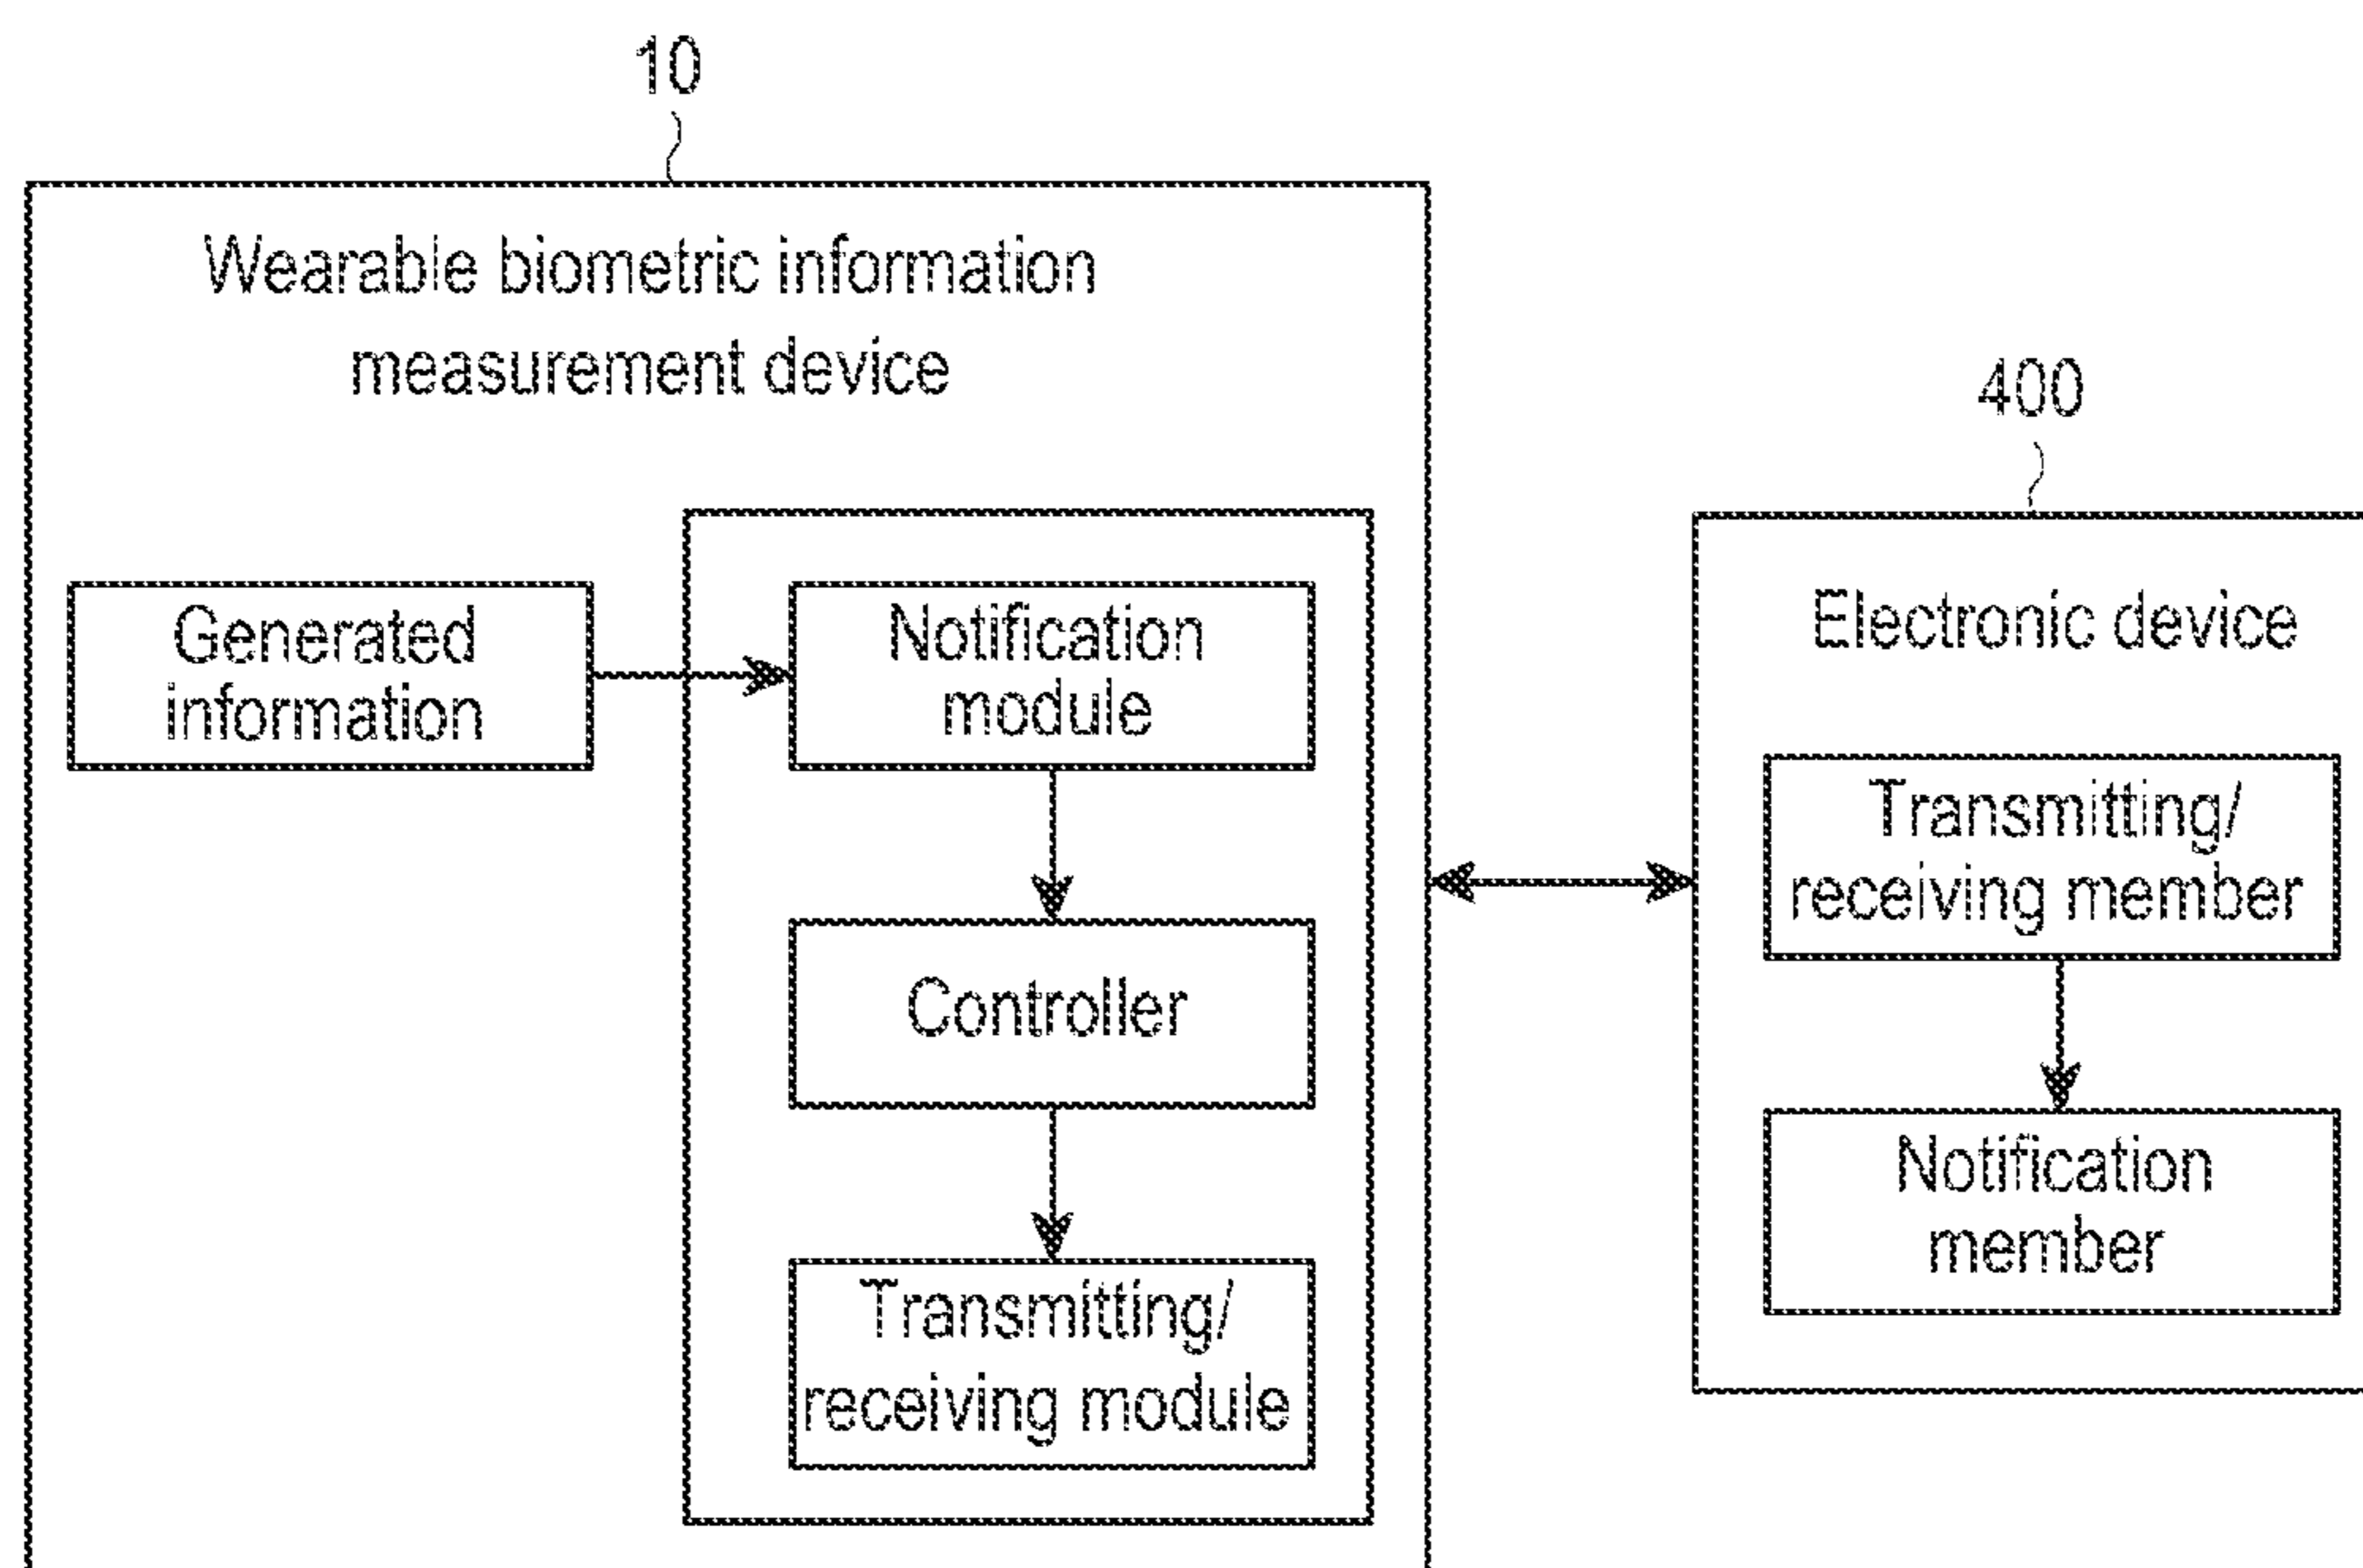 10
Wearable biometric information
measurement device
400
Generated
information
Notification
module
Controller
Transmitting/
receiving module
Electronic device
Transmitting/
receiving member
Notification
member